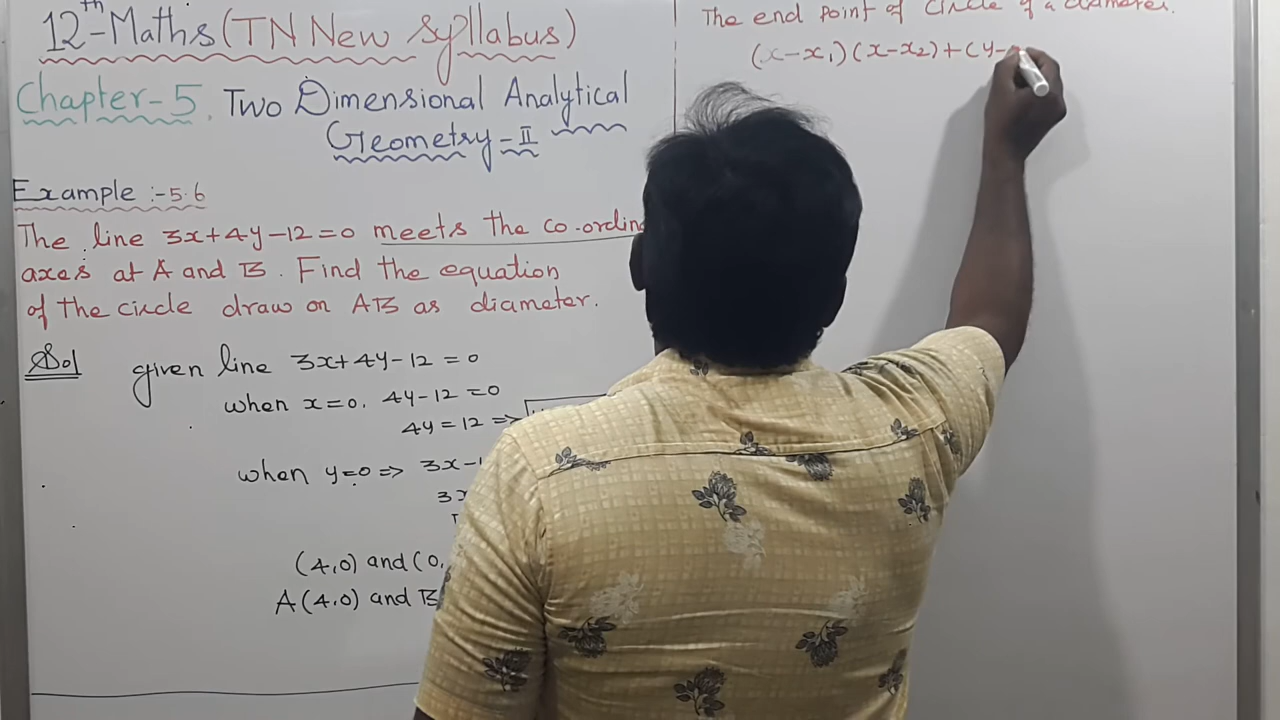 12th-Maths (TN New syllabus)
Chapter-5. Two Dimensional Analytical
Geometry-II
Example :-5.6
The line 3x+4y-12=0 meets the co-ordin
axes at A and B. Find the equation
of the circle draw on AB as diameter.
Sol given line 3x+4y-12=0
when x=0, 4y-12=0
4y=12 =>
when y=0 => 3x-1
3x
(4,0) and (0,
A(4,0) and B
The end point of circle of a diameter.
(x-x₁)(x-x₂)+(y-